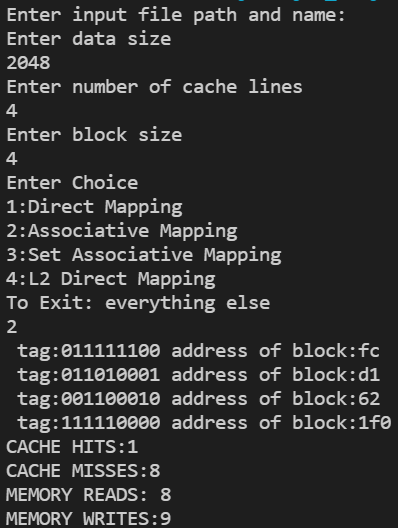 Enter input file path and name:
Enter data size
2048
Enter number of cache lines
4
Enter block size
4
Enter Choice
1:Direct Mapping
2:Associative Mapping
3:Set Associative Mapping
4:L2 Direct Mapping
To Exit: everything else
2
tag:011111100 address of block:fc
tag:011010001 address of block:d1
tag:001100010 address of block:62
tag:111110000 address of block:1f0
CACHE HITS:1
CACHE MISSES:8
MEMORY READS: 8
MEMORY WRITES:9